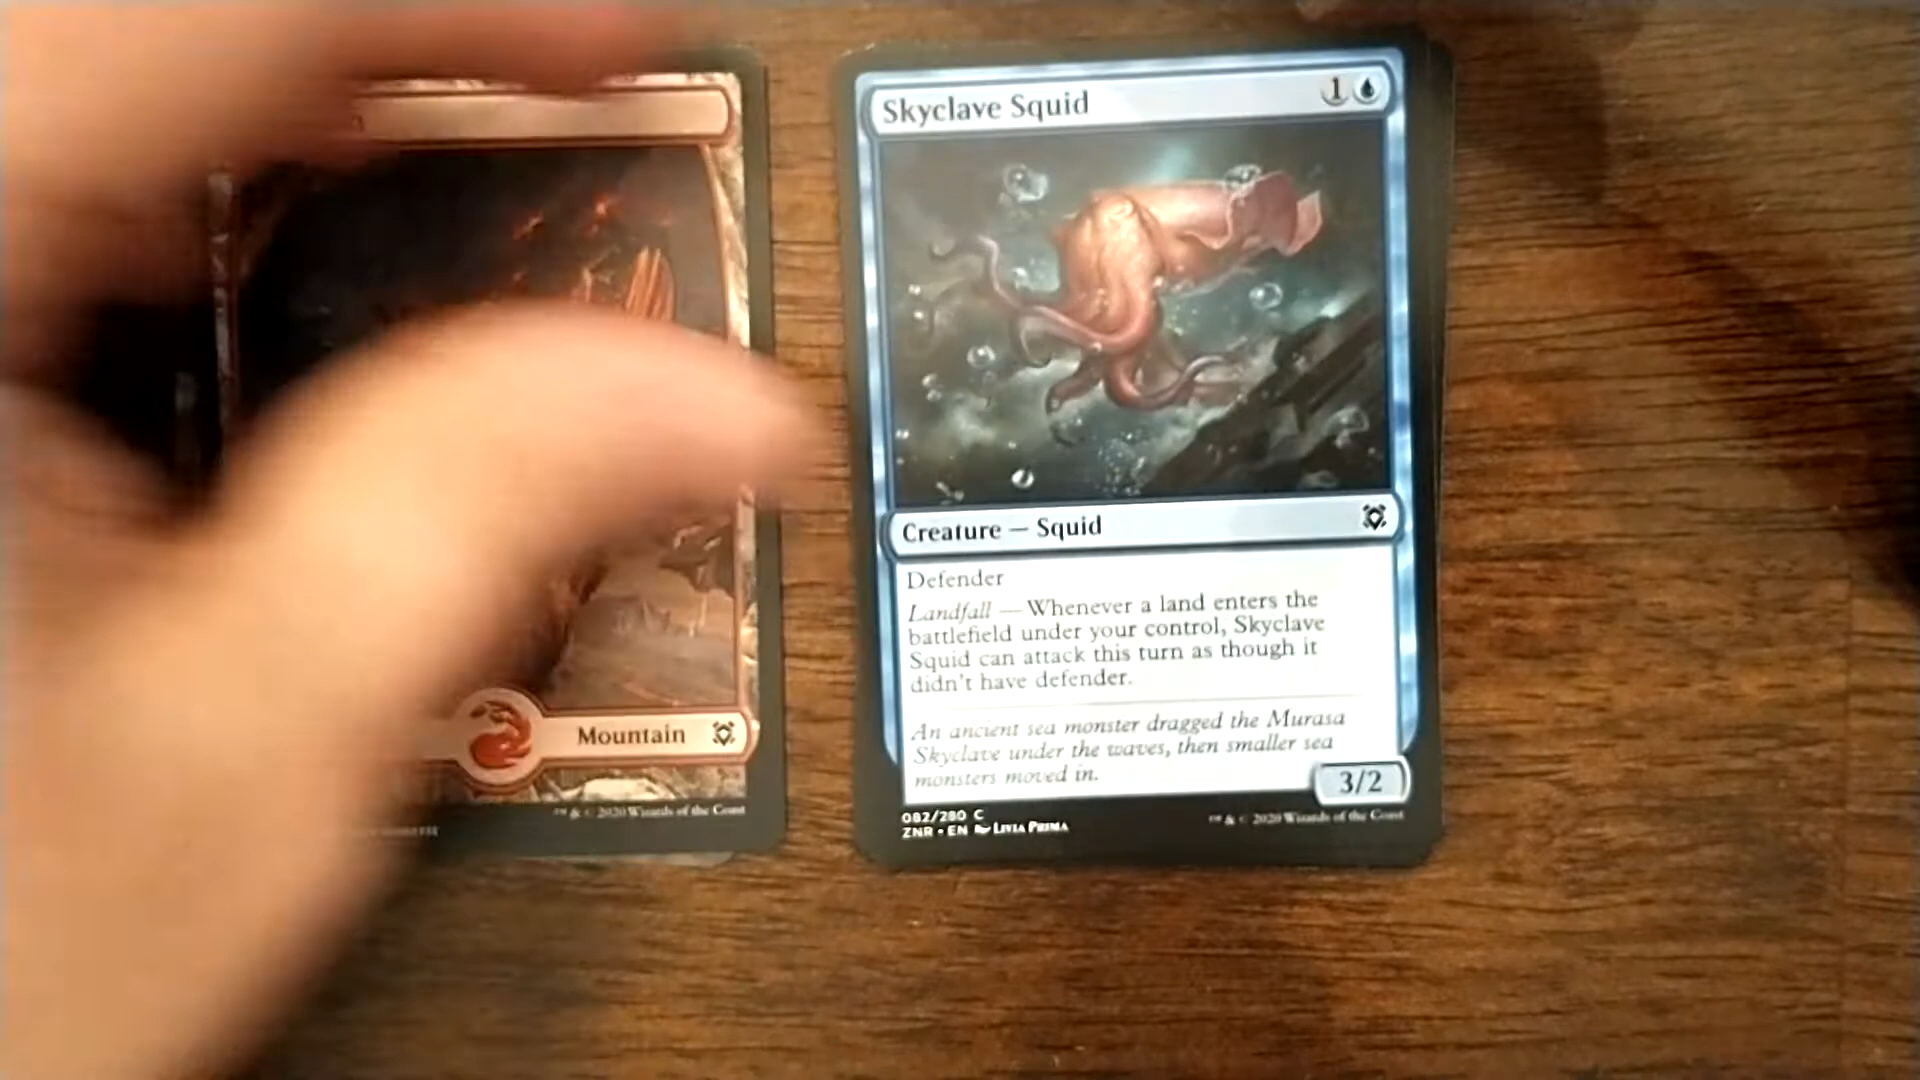 Mountain
™ & © 2020 Wizards of the Coast
Skyclave Squid
1
Creature — Squid
Defender
Landfall — Whenever a land enters the
battlefield under your control, Skyclave
Squid can attack this turn as though it
didn't have defender.
An ancient sea monster dragged the Murasa
Skyclave under the waves, then smaller sea
monsters moved in.
3/2
082/280 C
ZNR • EN Livia Prima
™ & © 2020 Wizards of the Coast